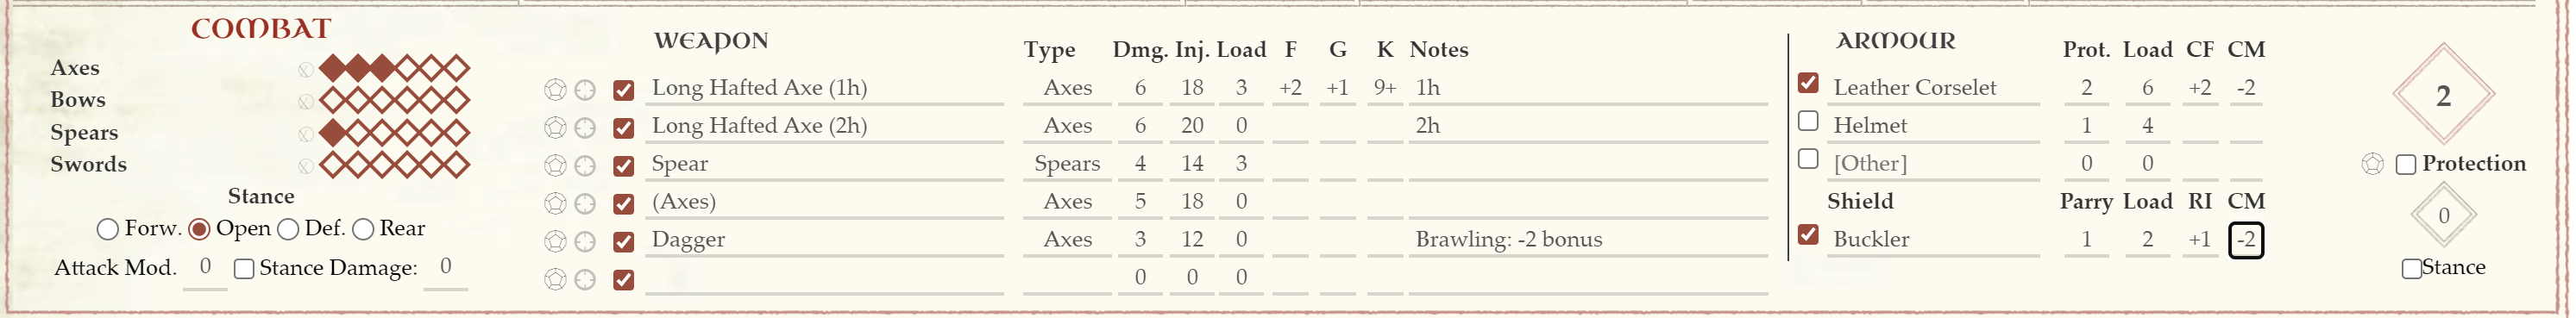 COMBAT
Axes
Bows
Spears
Swords
Stance
Forw. Open Def. Rear
Attack Mod. 0 Stance Damage: 0
WEAPON Type Dmg. Inj. Load F G K Notes
Long Hafted Axe (1h) Axes 6 18 3 +2 +1 9+ 1h
Long Hafted Axe (2h) Axes 6 20 0 2h
Spear Spears 4 14 3
(Axes) Axes 5 18 0
Dagger Axes 3 12 0 Brawling: -2 bonus
0 0 0
ARMOUR Prot. Load CF CM
Leather Corselet 2 6 +2 -2
Helmet 1 4
[Other] 0 0
Shield Parry Load RI CM
Buckler 1 2 +1 -2
2
Protection
0
Stance